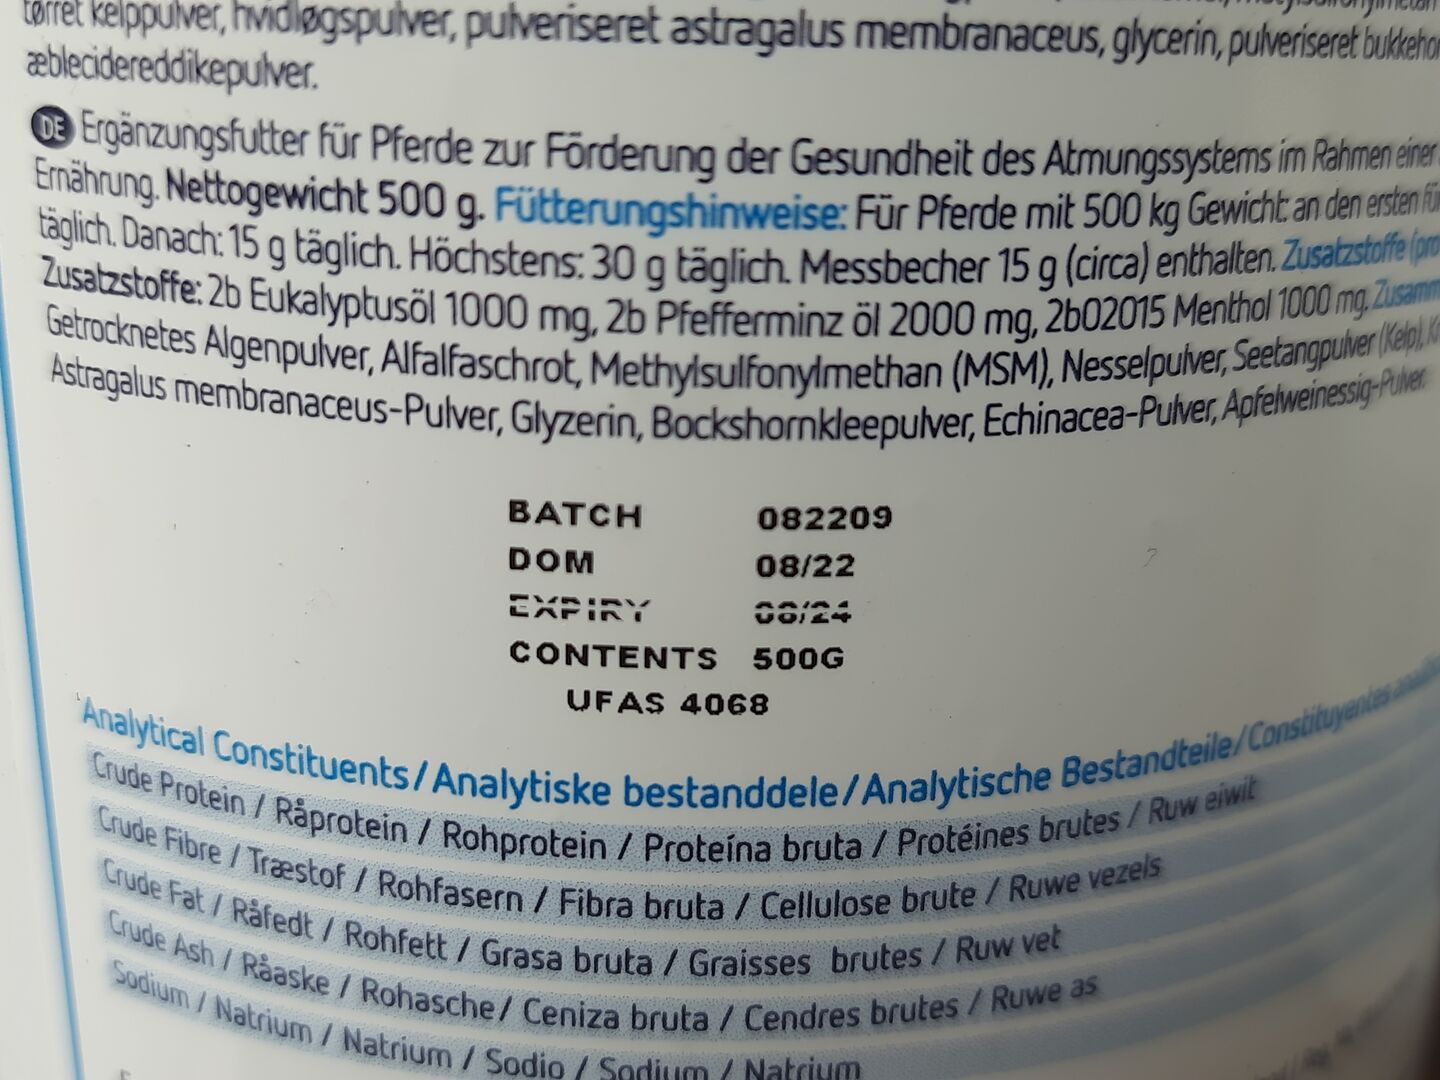 tørret kelppulver, hvidløgspulver, pulveriseret astragalus membranaceus, glycerin, pulveriseret
æblecidereddikepulver.
DE Ergänzungsfutter für Pferde zur Förderung der Gesundheit des Atmungssystems im Rahmen einer
Ernährung. Nettogewicht 500 g. Fütterungshinweise: Für Pferde mit 500 kg Gewicht: an den ersten
täglich. Danach: 15 g täglich. Höchstens: 30 g täglich. Messbecher 15 g (circa) enthalten. Zusatzstoffe (pro
Zusatzstoffe: 2b Eukalyptusöl 1000 mg, 2b Pfefferminz öl 2000 mg, 2b02015 Menthol 1000 mg.
Getrocknetes Algenpulver, Alfalfaschrot, Methylsulfonylmethan (MSM), Nesselpulver, Seetangpulver (Kelp),
Astragalus membranaceus-Pulver, Glyzerin, Bockshornkleepulver, Echinacea-Pulver, Apfelweinessig-Pulver.
BATCH 082209
DOM 08/22
EXPIRY 08/24
CONTENTS 500G
UFAS 4068
Analytical Constituents / Analytiske bestanddele / Analytische Bestandteile / Constituyentes
Crude Protein / Råprotein / Rohprotein / Proteína bruta / Protéines brutes / Ruw eiwit
Crude Fibre / Træstof / Rohfasern / Fibra bruta / Cellulose brute / Ruwe vezels
Crude Fat / Råfedt / Rohfett / Grasa bruta / Graisses brutes / Ruw vet
Crude Ash / Råaske / Rohasche / Ceniza bruta / Cendres brutes / Ruwe as
Sodium / Natrium / Natrium / Sodio / Sodium / Natrium